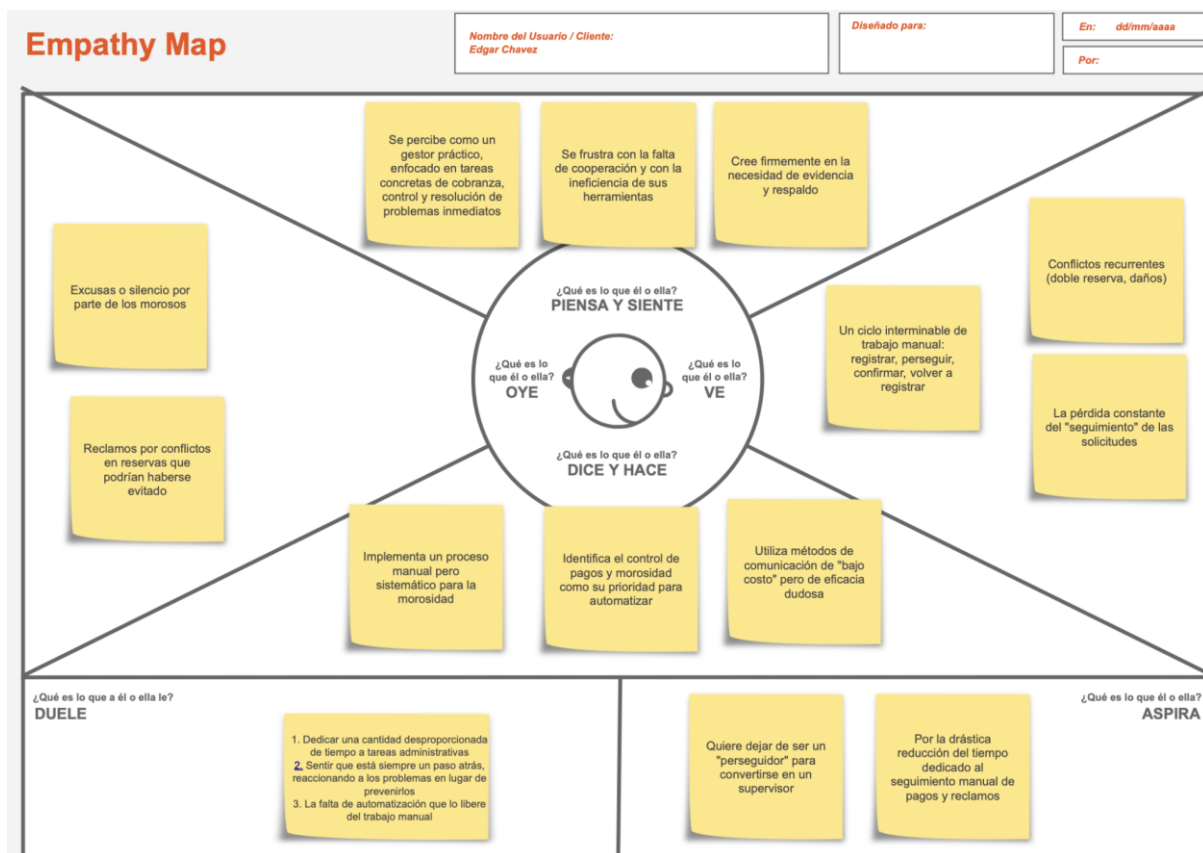 Empathy Map
Nombre del Usuario / Cliente:
Edgar Chavez
Diseñado para:
En: dd/mm/aaaa
Por:
Se percibe como un
gestor práctico,
enfocado en tareas
concretas de cobranza,
control y resolución de
problemas inmediatos
Se frustra con la falta
de cooperación y con la
ineficiencia de sus
herramientas
Cree firmemente en la
necesidad de evidencia
y respaldo
Excusas o silencio por
parte de los morosos
Reclamos por conflictos
en reservas que
podrían haberse
evitado
¿Qué es lo que él o ella?
PIENSA Y SIENTE
¿Qué es lo
que él o ella?
OYE
¿Qué es lo
que él o ella?
VE
¿Qué es lo que él o ella?
DICE Y HACE
Un ciclo interminable de
trabajo manual:
registrar, perseguir,
confirmar, volver a
registrar
Conflictos recurrentes
(doble reserva, daños)
La pérdida constante
del "seguimiento" de las
solicitudes
Implementa un proceso
manual pero
sistemático para la
morosidad
Identifica el control de
pagos y morosidad
como su prioridad para
automatizar
Utiliza métodos de
comunicación de "bajo
costo" pero de eficacia
dudosa
¿Qué es lo que a él o ella le?
DUELE
1. Dedicar una cantidad desproporcionada
de tiempo a tareas administrativas
2. Sentir que está siempre un paso atrás,
reaccionando a los problemas en lugar de
prevenirlos
3. La falta de automatización que lo libere
del trabajo manual
¿Qué es lo que él o ella?
ASPIRA
Quiere dejar de ser un
"perseguidor" para
convertirse en un
supervisor
Por la drástica
reducción del tiempo
dedicado al
seguimiento manual de
pagos y reclamos